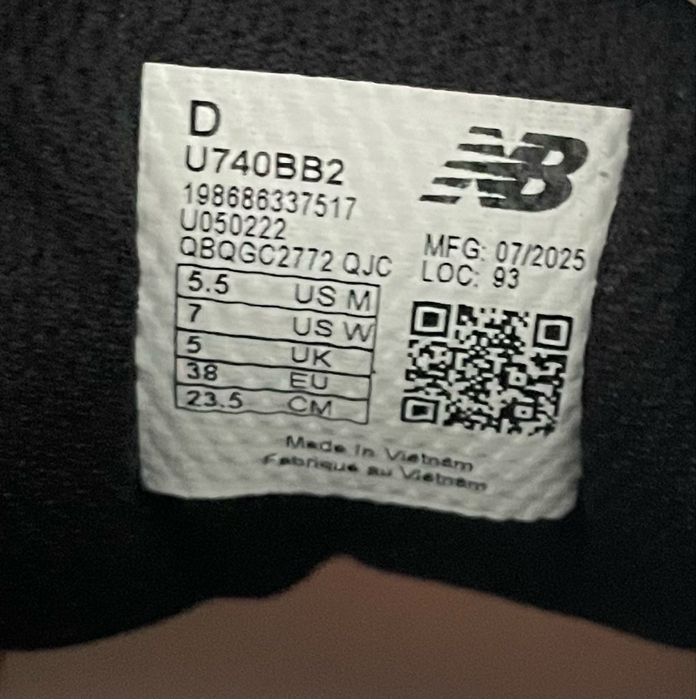 D
U740BB2
198686337517
U050222
QBQGC2772 QJC
NB
MFG: 07/2025
LOC: 93
5.5 US M
7 US W
5 UK
38 EU
23.5 CM
Made in Vietnam
Fabriqué au Vietnam